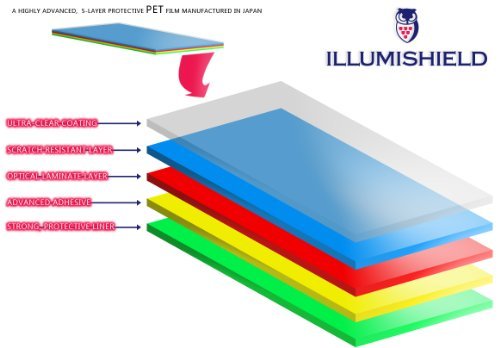 A HIGHLY ADVANCED, 5-LAYER PROTECTIVE PET FILM MANUFACTURED IN JAPAN
ILLUMISHIELD
ULTRA-CLEAR COATING
SCRATCH RESISTANT LAYER
OPTICAL LAMINATE LAYER
ADVANCED ADHESIVE
STRONG, PROTECTIVE LINER